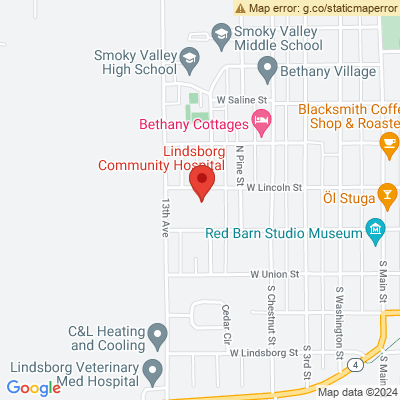 Map error: g.co/staticmaperror
Smoky Valley
Middle School
Smoky Valley
High School
Bethany Village
W Saline St
Blacksmith Coffe
Shop & Roaste
Bethany Cottages
N Pine St
Lindsborg
Community Hospital
W Lincoln St
Öl Stuga
13th Ave
Red Barn Studio Museum
S Main St
W Union St
S Chestnut St
S Washington St
Cedar Cir
C&L Heating
and Cooling
W Lindsborg St
S 3rd St
S Main
4
Lindsborg Veterinary
Med Hospital
Google
Map data ©2024